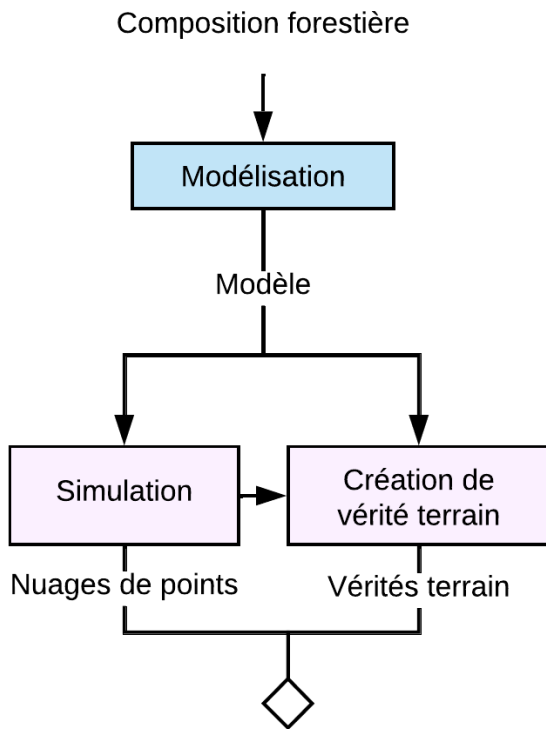 Composition forestière
Modélisation
Modèle
Simulation
Création de
vérité terrain
Nuages de points
Vérités terrain